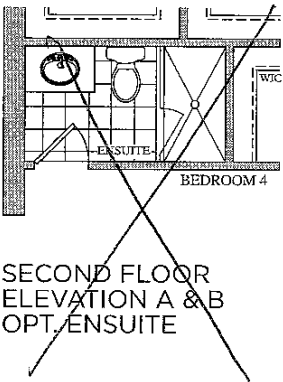 WIC
ENSUITE
BEDROOM 4
SECOND FLOOR
ELEVATION A & B
OPT. ENSUITE